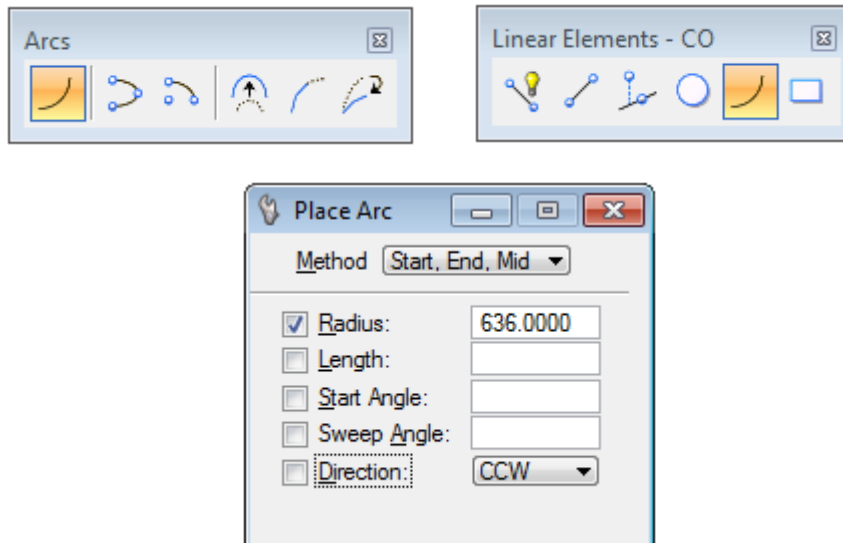 Arcs
Linear Elements - CO
Place Arc
Method Start, End, Mid
Radius: 636.0000
Length:
Start Angle:
Sweep Angle:
Direction: CCW